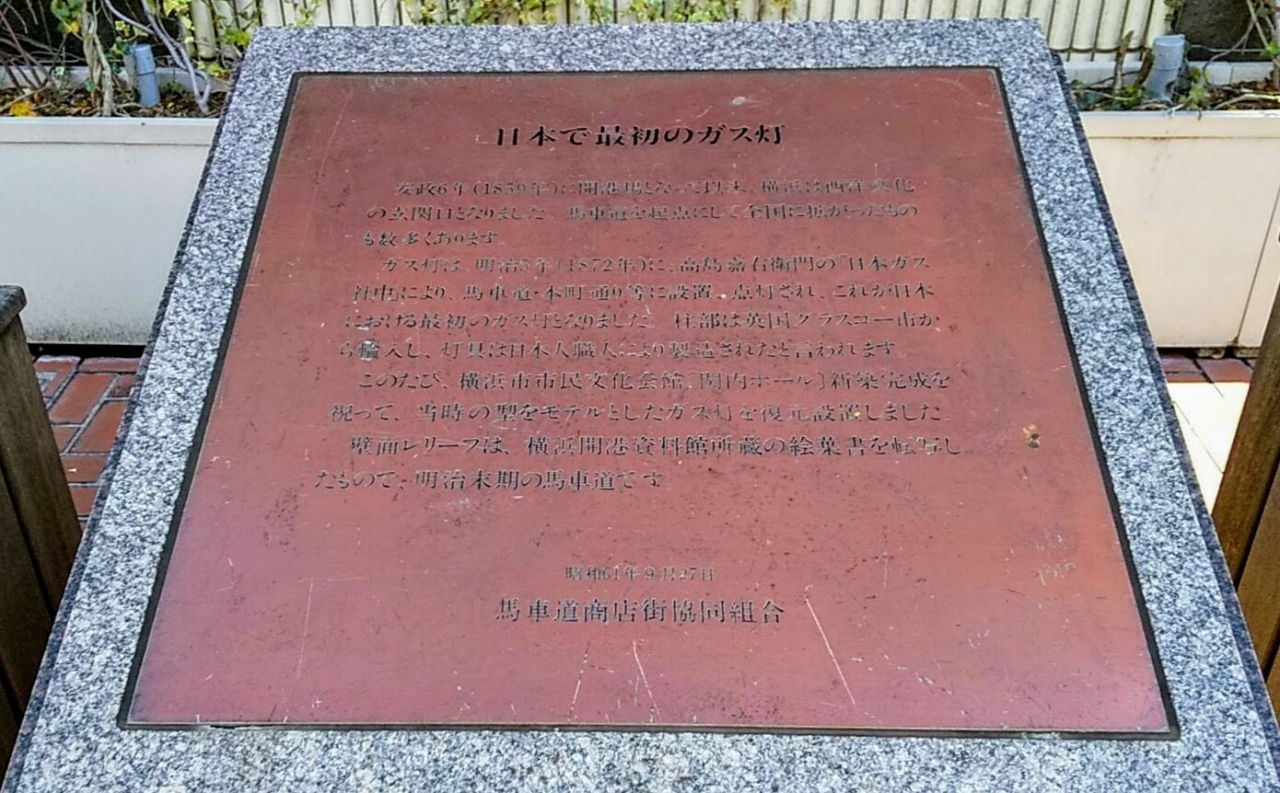 日本で最初のガス灯
安政6年(1859年)に開港場となって以来、横浜は西洋文化
の玄関口となりました。馬車道を起点にして全国に拡がったもの
も数多くあります。
ガス灯は、明治5年(1872年)に、高島嘉右衛門の「日本ガス
社中」により、馬車道・本町通り等に設置、点灯され、これが日本
における最初のガス灯となりました。柱部は英国グラスゴー市か
ら輸入し、灯具は日本人職人により製造されたと言われます。
このたび、横浜市市民文化会館〔関内ホール〕新築完成を
祝って、当時の型をモデルとしたガス灯を復元設置しました。
壁面レリーフは、横浜開港資料館所蔵の絵葉書を転写し
たもので、明治末期の馬車道です。
昭和61年9月27日
馬車道商店街協同組合